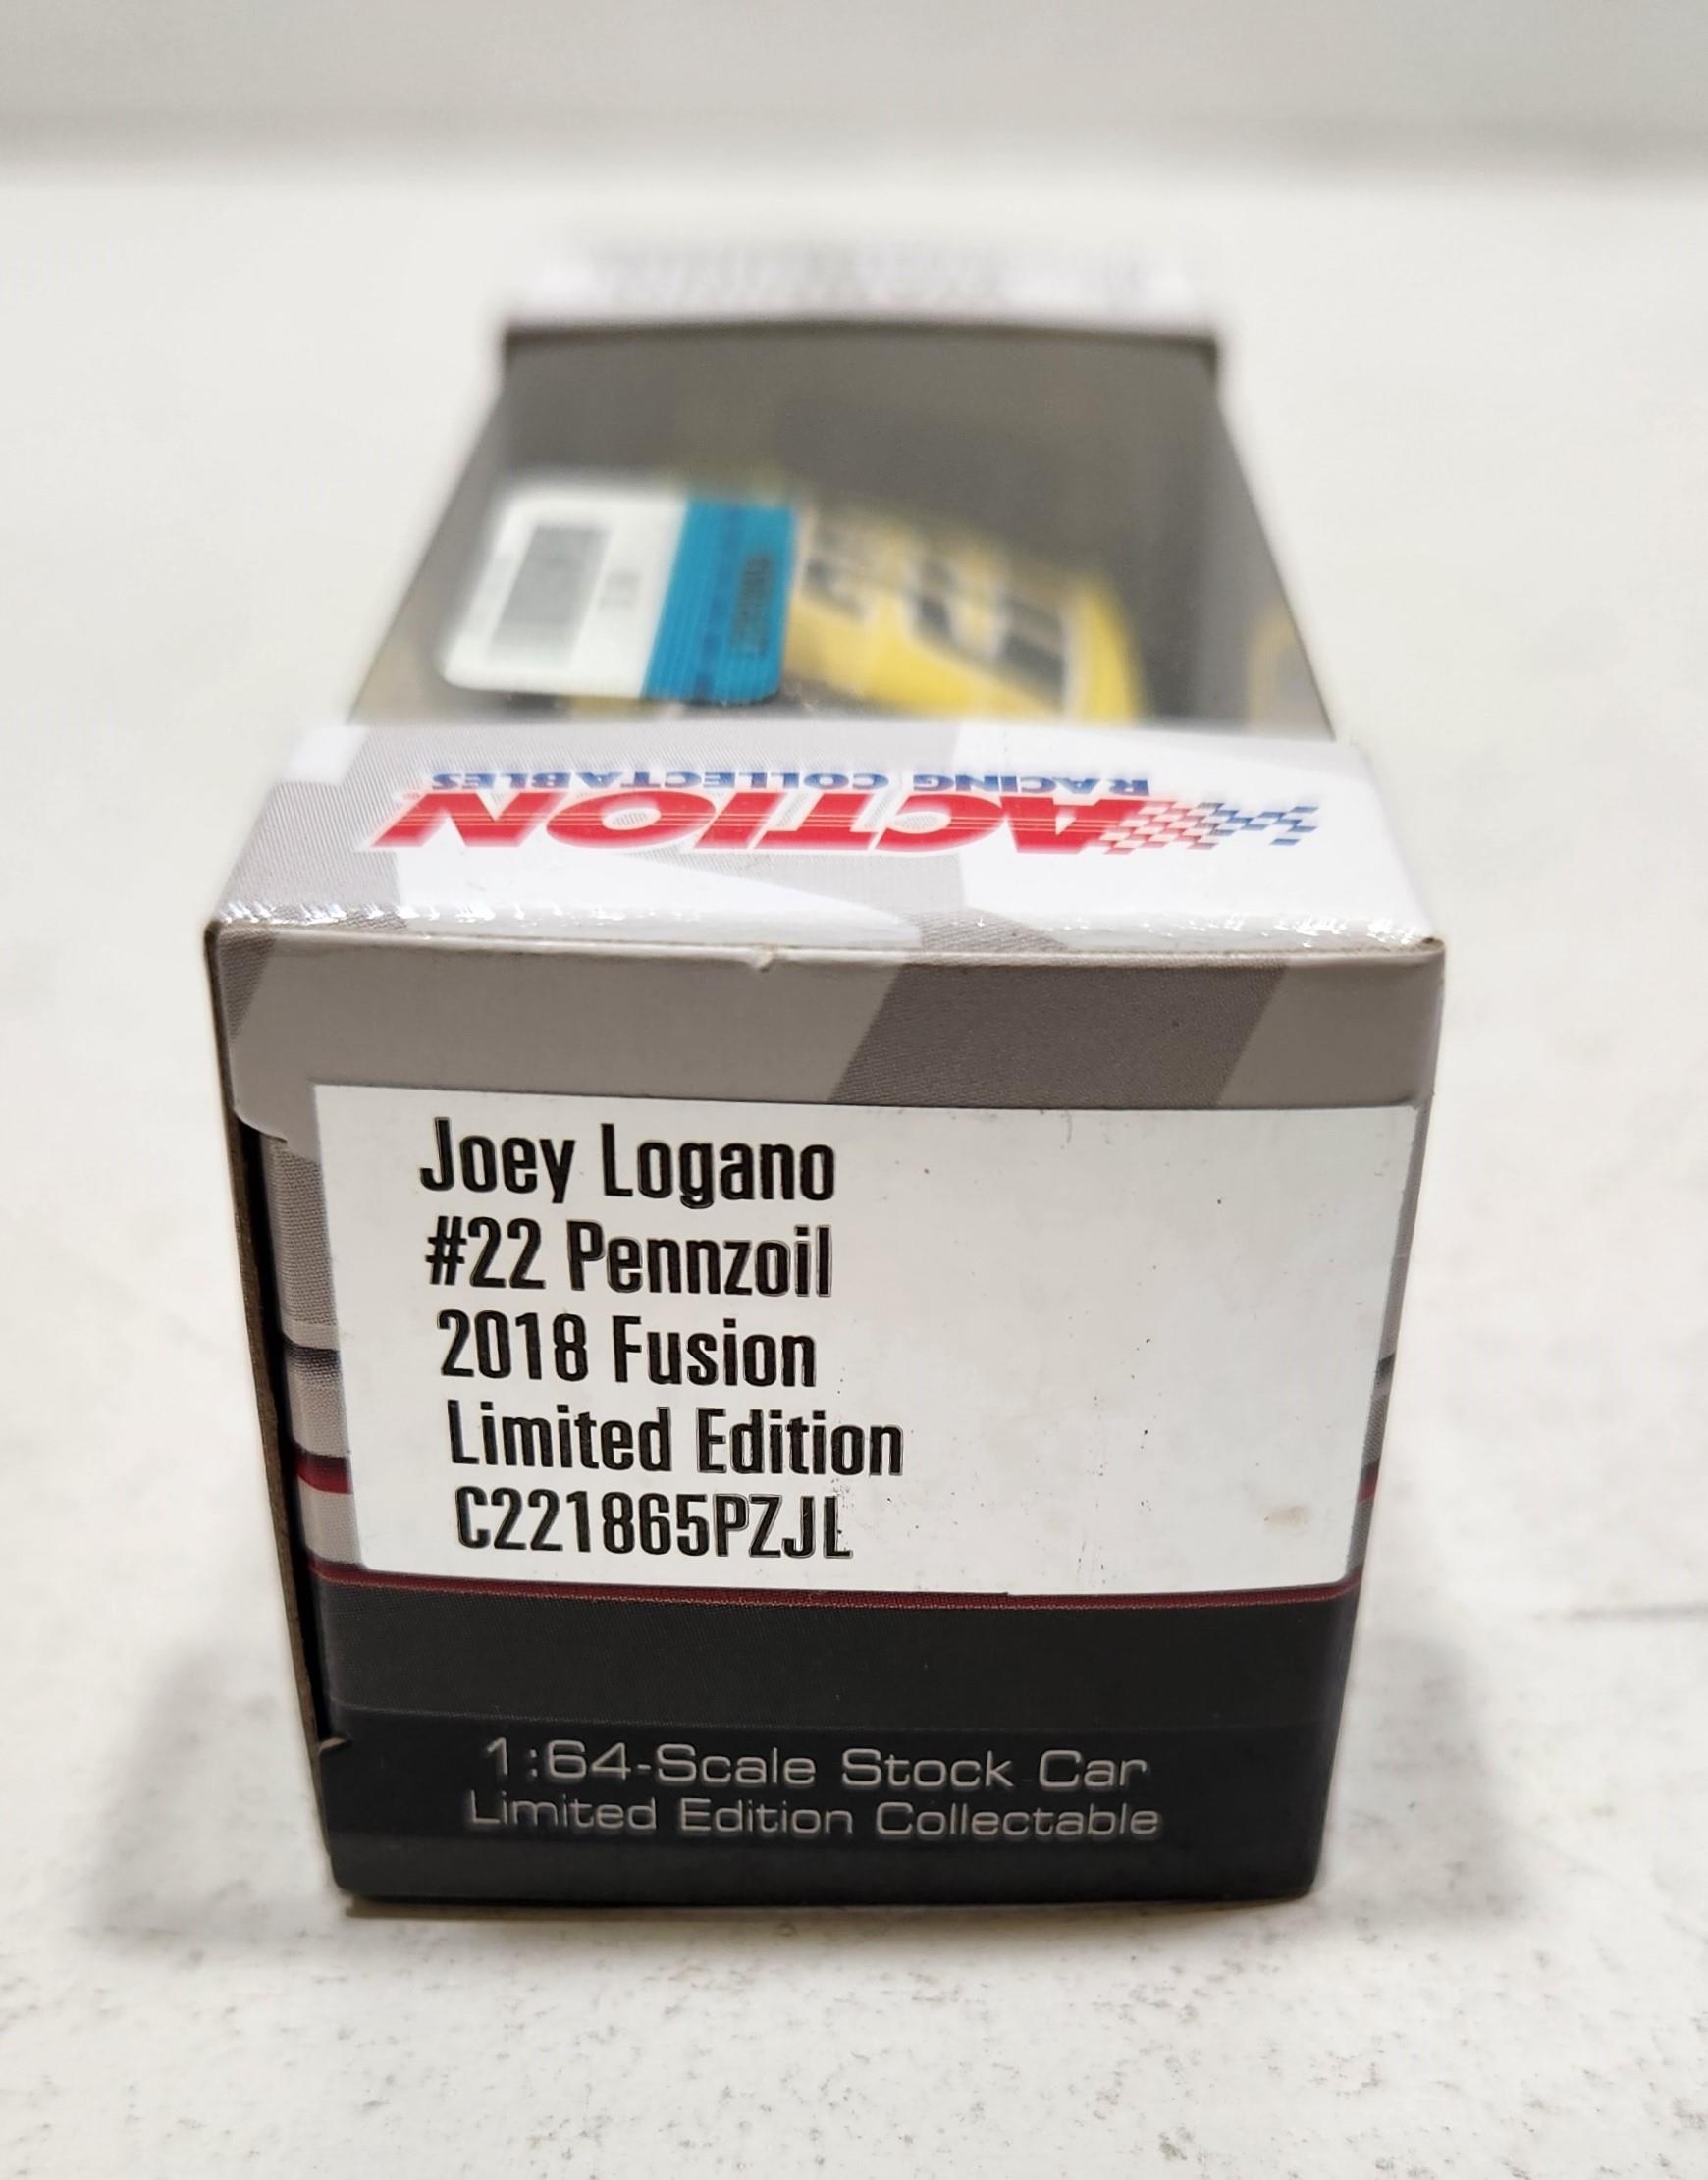 ACTION
RACING COLLECTABLES
Joey Logano
#22 Pennzoil
2018 Fusion
Limited Edition
C221865PZJL
1:64-Scale Stock Car
Limited Edition Collectable